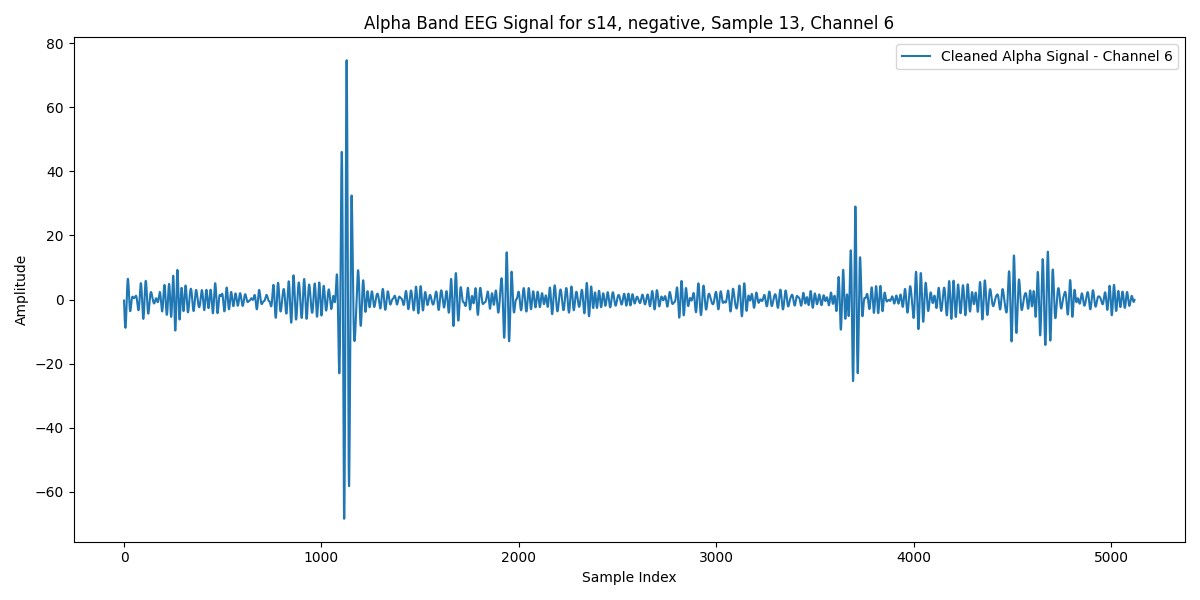 Alpha Band EEG Signal for s14, negative, Sample 13, Channel 6
Cleaned Alpha Signal - Channel 6
80
60
40
20
0
−20
−40
−60
Amplitude
0 1000 2000 3000 4000 5000
Sample Index